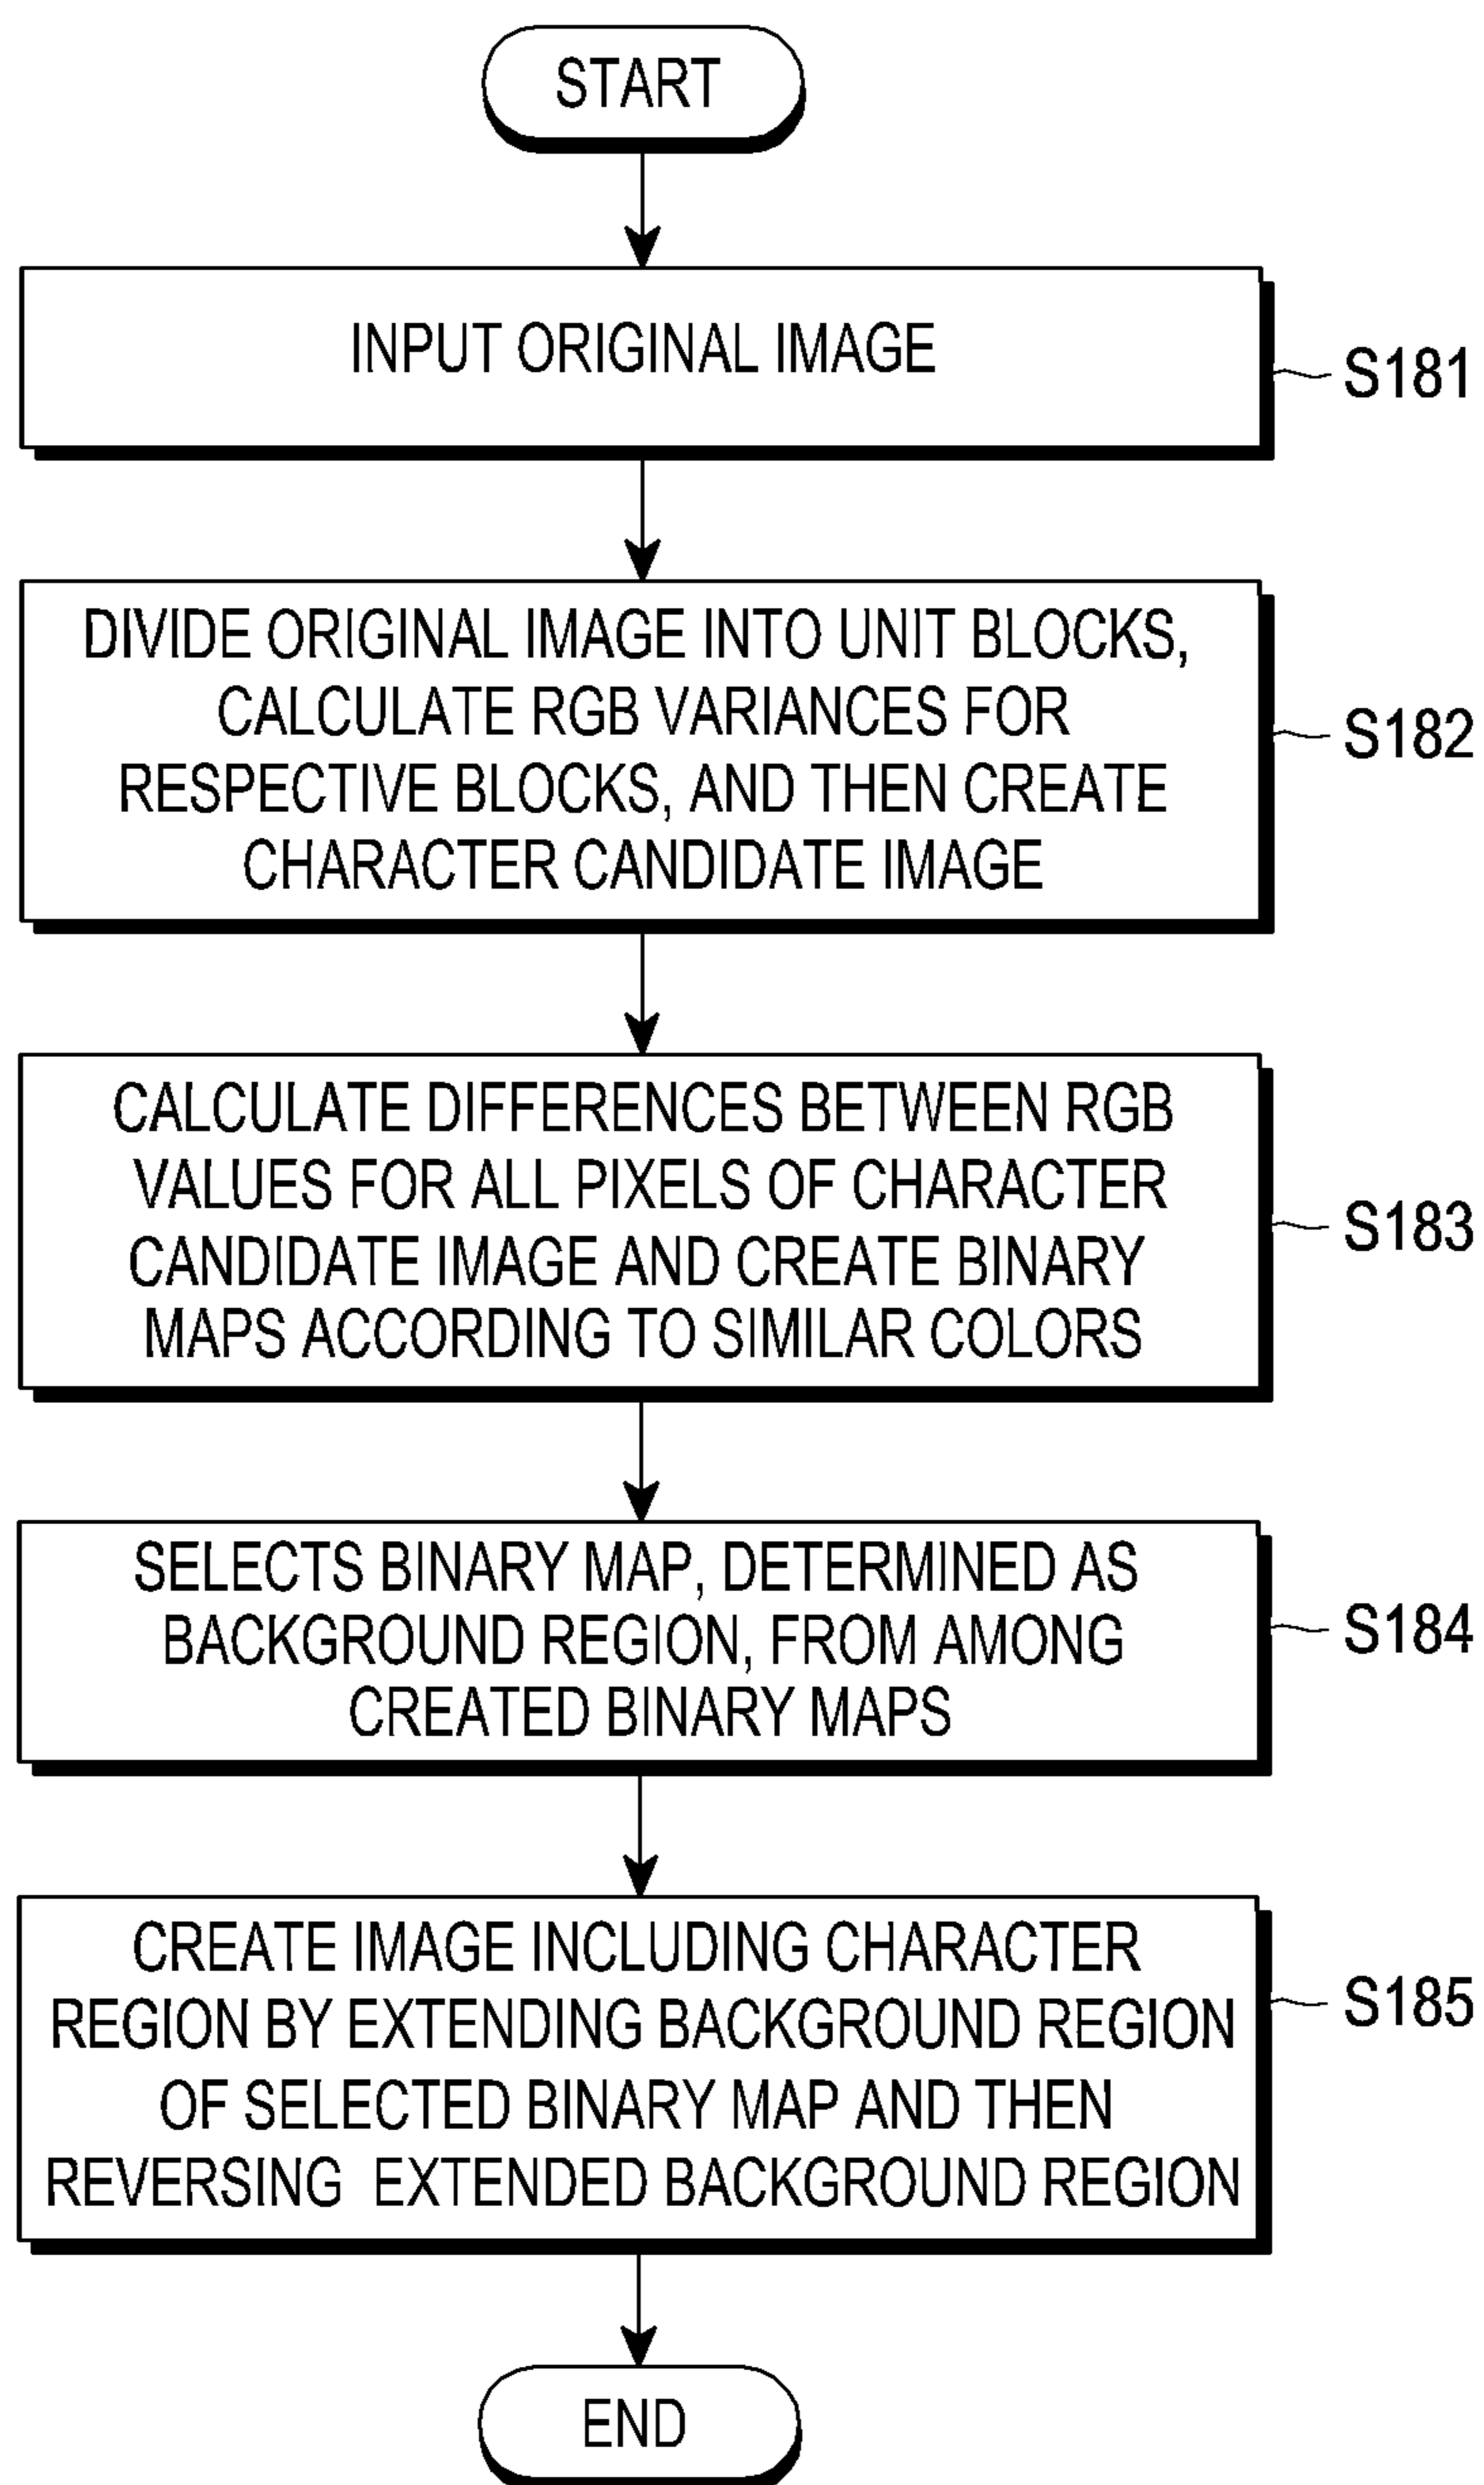 START
INPUT ORIGINAL IMAGE
S181
DIVIDE ORIGINAL IMAGE INTO UNIT BLOCKS,
CALCULATE RGB VARIANCES FOR
RESPECTIVE BLOCKS, AND THEN CREATE
CHARACTER CANDIDATE IMAGE
S182
CALCULATE DIFFERENCES BETWEEN RGB
VALUES FOR ALL PIXELS OF CHARACTER
CANDIDATE IMAGE AND CREATE BINARY
MAPS ACCORDING TO SIMILAR COLORS
S183
SELECTS BINARY MAP, DETERMINED AS
BACKGROUND REGION, FROM AMONG
CREATED BINARY MAPS
S184
CREATE IMAGE INCLUDING CHARACTER
REGION BY EXTENDING BACKGROUND REGION
OF SELECTED BINARY MAP AND THEN
REVERSING EXTENDED BACKGROUND REGION
S185
END